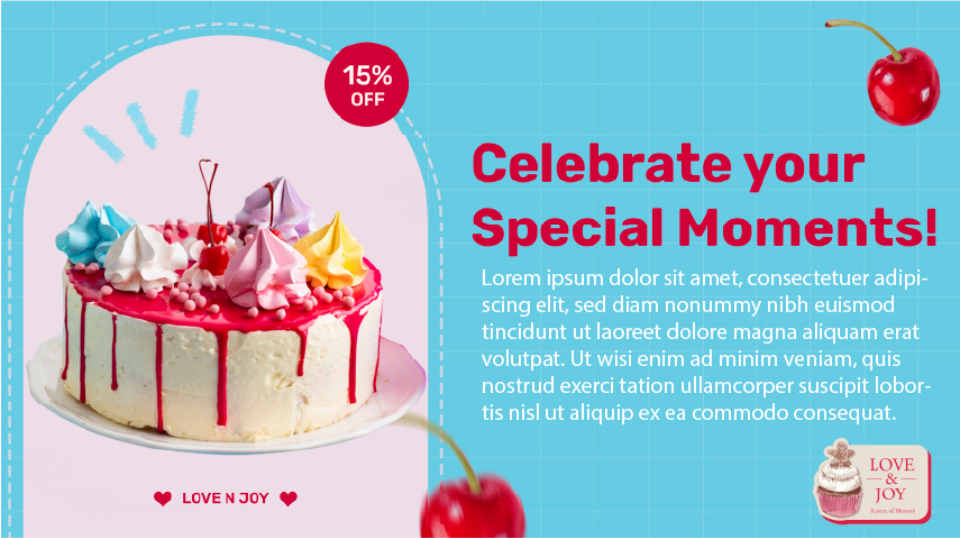 15%
OFF
Celebrate your
Special Moments!
Lorem ipsum dolor sit amet, consectetuer adipi-
scing elit, sed diam nonummy nibh euismod
tincidunt ut laoreet dolore magna aliquam erat
volutpat. Ut wisi enim ad minim veniam, quis
nostrud exerci tation ullamcorper suscipit lobor-
tis nisl ut aliquip ex ea commodo consequat.
LOVE N JOY
LOVE
&
JOY
of Memory